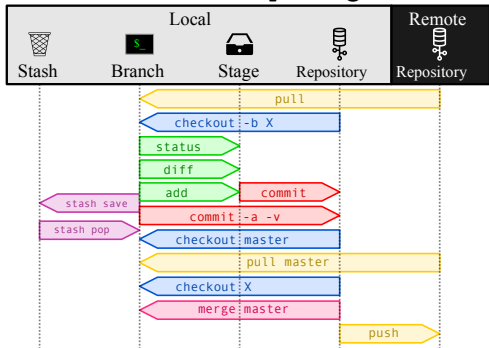 Local Remote
$_
Stash Branch Stage Repository Repository
pull
checkout -b X
status
diff
add commit
stash save
commit -a -v
stash pop
checkout master
pull master
checkout X
merge master
push